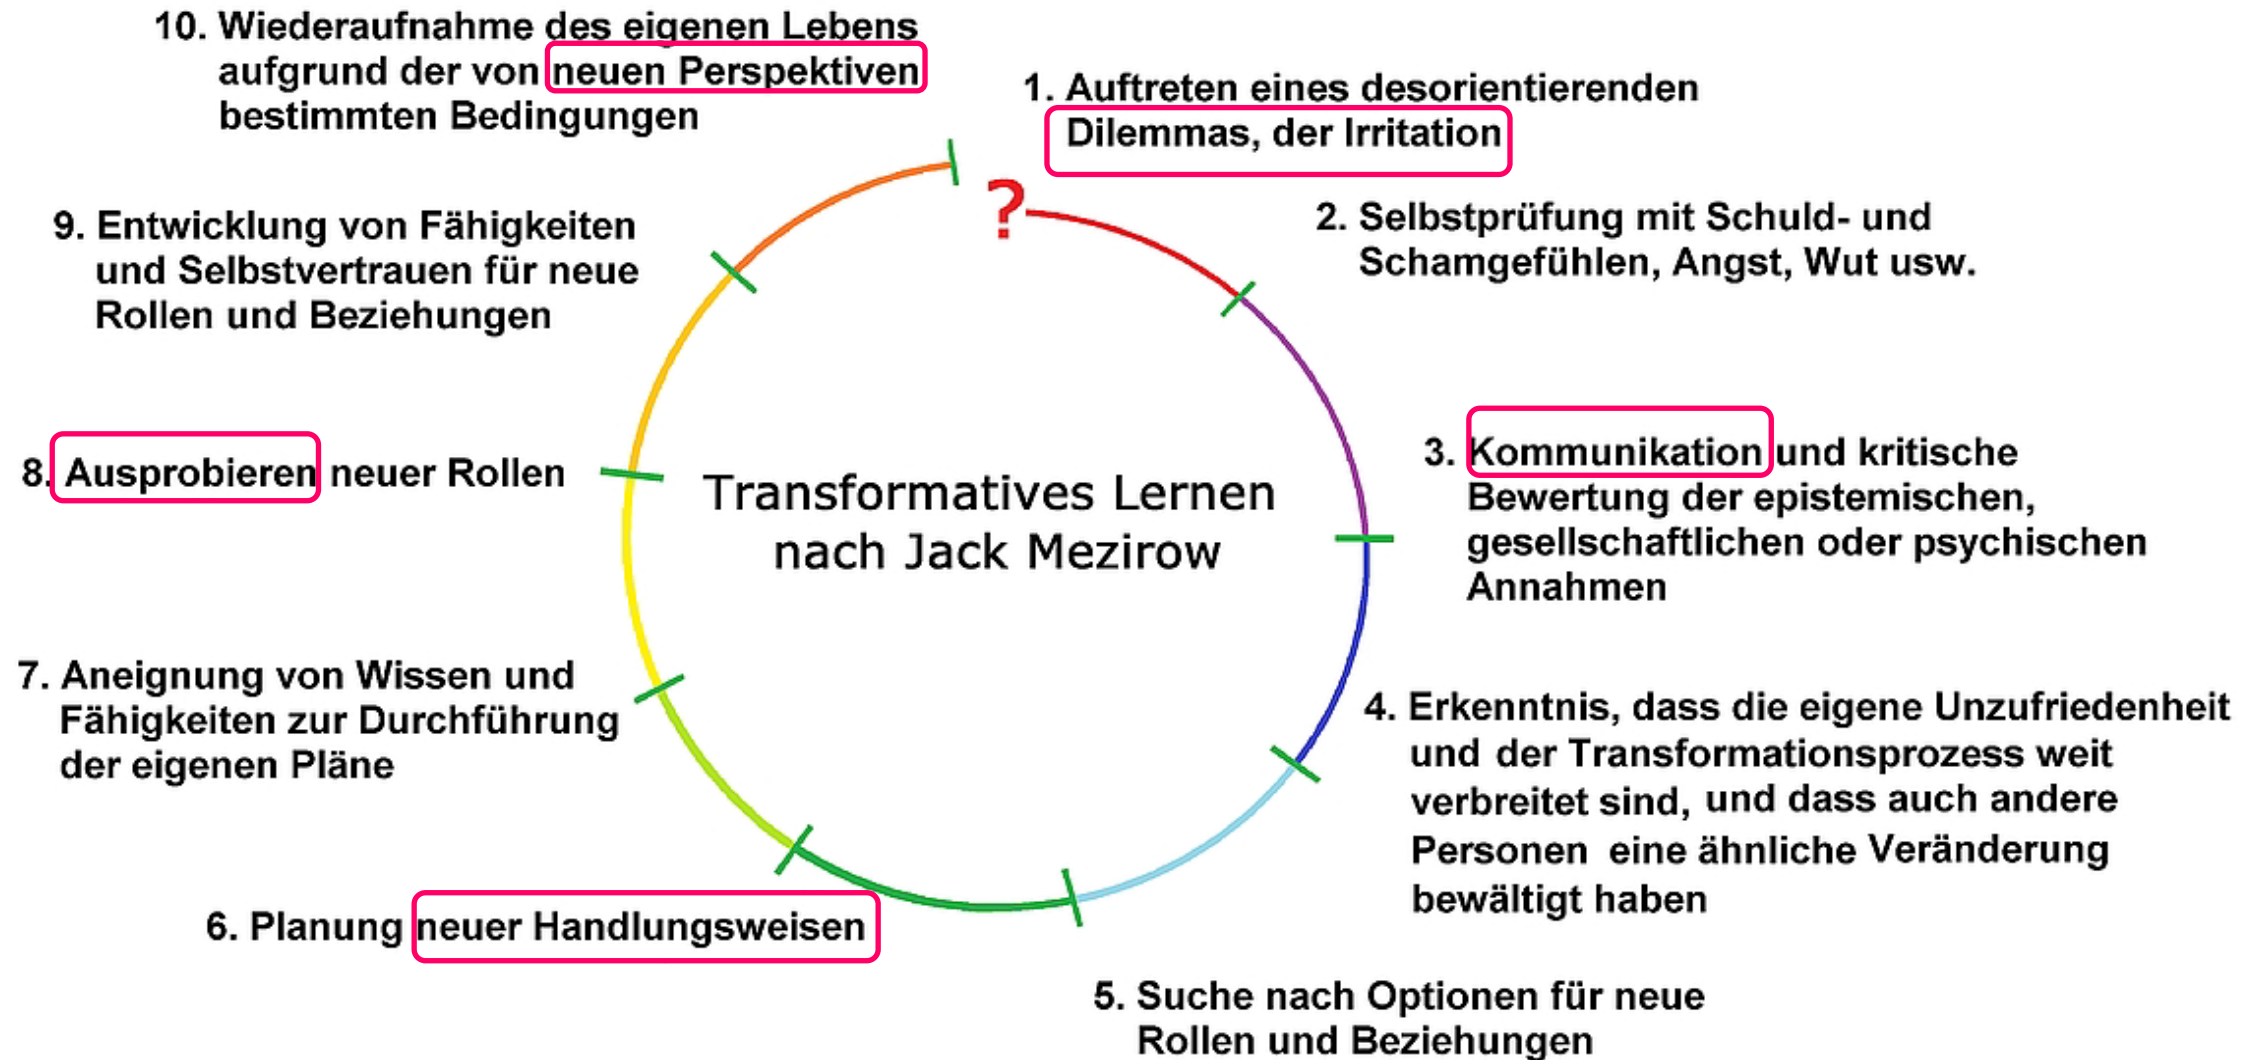 10. Wiederaufnahme des eigenen Lebens
aufgrund der von neuen Perspektiven
bestimmten Bedingungen
1. Auftreten eines desorientierenden
Dilemmas, der Irritation
?
2. Selbstprüfung mit Schuld- und
Schamgefühlen, Angst, Wut usw.
9. Entwicklung von Fähigkeiten
und Selbstvertrauen für neue
Rollen und Beziehungen
3. Kommunikation und kritische
Bewertung der epistemischen,
gesellschaftlichen oder psychischen
Annahmen
8. Ausprobieren neuer Rollen
Transformatives Lernen
nach Jack Mezirow
7. Aneignung von Wissen und
Fähigkeiten zur Durchführung
der eigenen Pläne
4. Erkenntnis, dass die eigene Unzufriedenheit
und der Transformationsprozess weit
verbreitet sind, und dass auch andere
Personen eine ähnliche Veränderung
bewältigt haben
6. Planung neuer Handlungsweisen
5. Suche nach Optionen für neue
Rollen und Beziehungen